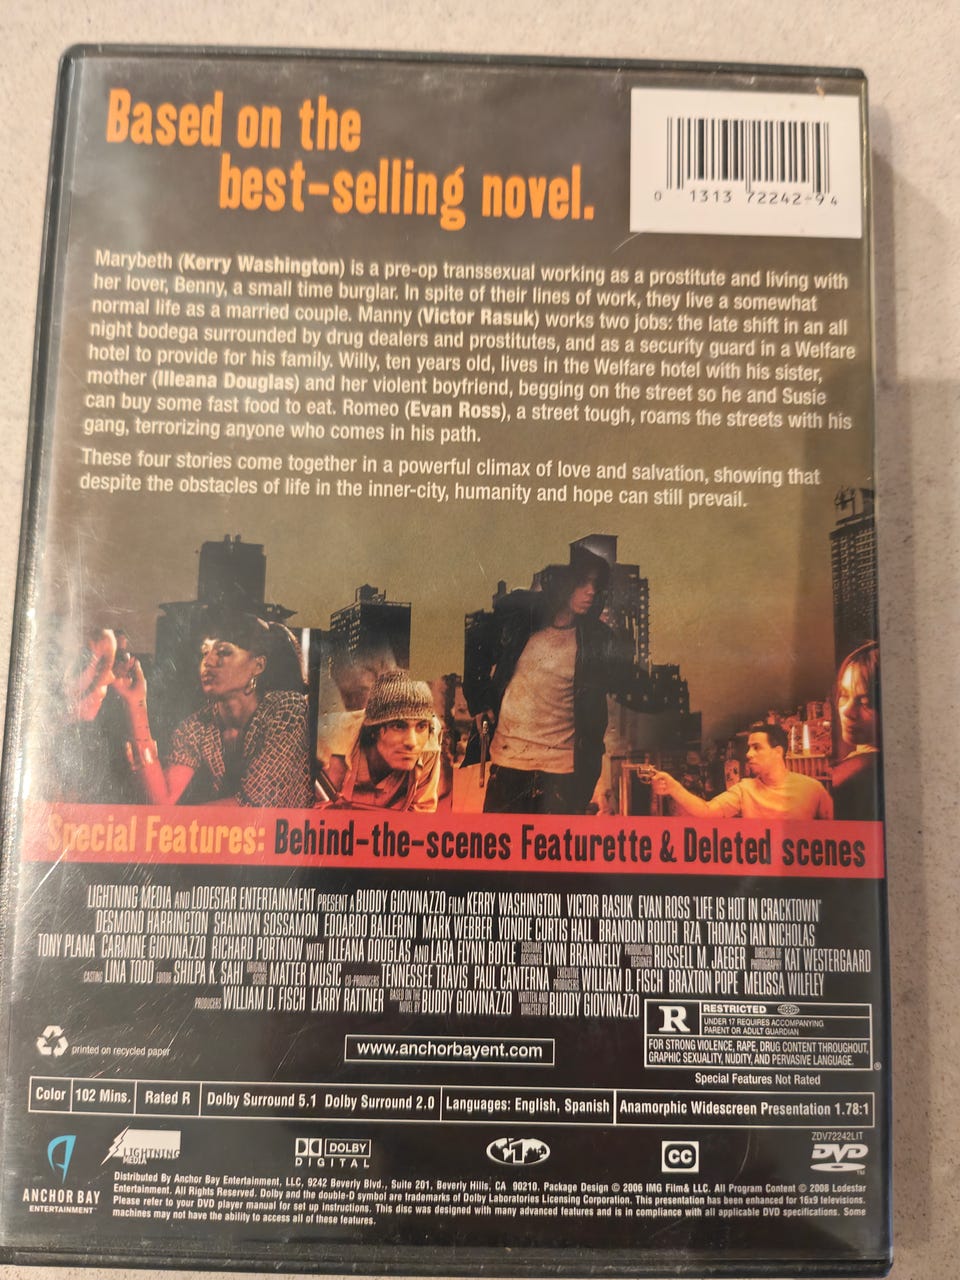 Based on the
best-selling novel.
0 1313 72242-9 4
Marybeth (Kerry Washington) is a pre-op transsexual working as a prostitute and living with
her lover, Benny, a small time burglar. In spite of their lines of work, they live a somewhat
normal life as a married couple. Manny (Victor Rasuk) works two jobs: the late shift in an all
night bodega surrounded by drug dealers and prostitutes, and as a security guard in a Welfare
hotel to provide for his family. Willy, ten years old, lives in the Welfare hotel with his sister,
mother (Illeana Douglas) and her violent boyfriend, begging on the street so he and Susie
can buy some fast food to eat. Romeo (Evan Ross), a street tough, roams the streets with his
gang, terrorizing anyone who comes in his path.
These four stories come together in a powerful climax of love and salvation, showing that
despite the obstacles of life in the inner-city, humanity and hope can still prevail.
Special Features: Behind-the-scenes Featurette & Deleted scenes
LIGHTNING MEDIA AND LODESTAR ENTERTAINMENT PRESENT A BUDDY GIOVINAZZO FILM KERRY WASHINGTON VICTOR RASUK EVAN ROSS "LIFE IS HOT IN CRACKTOWN"
DESMOND HARRINGTON SHANNYN SOSSAMON EDOARDO BALLERINI MARK WEBBER VONDIE CURTIS HALL BRANDON ROUTH RZA THOMAS IAN NICHOLAS
TONY PLANA CARMINE GIOVINAZZO RICHARD PORTNOW WITH ILLEANA DOUGLAS AND LARA FLYNN BOYLE COSTUME DESIGNER LYNN BRANNELLY PRODUCTION DESIGNER RUSSELL M. JAEGER DIRECTOR OF PHOTOGRAPHY KAT WESTERGAARD
CASTING LINA TODD EDITOR SHILPA K. SAHI ORIGINAL SCORE MATTER MUSIC CO-PRODUCERS TENNESSEE TRAVIS PAUL CANTERNA EXECUTIVE PRODUCERS WILLIAM D. FISCH BRAXTON POPE MELISSA WILFLEY
PRODUCERS WILLIAM D. FISCH LARRY RATTNER BASED ON THE NOVEL BY BUDDY GIOVINAZZO WRITTEN AND DIRECTED BY BUDDY GIOVINAZZO
R RESTRICTED
UNDER 17 REQUIRES ACCOMPANYING
PARENT OR ADULT GUARDIAN
FOR STRONG VIOLENCE, RAPE, DRUG CONTENT THROUGHOUT,
GRAPHIC SEXUALITY, NUDITY, AND PERVASIVE LANGUAGE. ®
printed on recycled paper
www.anchorbayent.com
Special Features Not Rated
Color 102 Mins. Rated R Dolby Surround 5.1 Dolby Surround 2.0 Languages: English, Spanish Anamorphic Widescreen Presentation 1.78:1
ZDV72242LIT
ANCHOR BAY
ENTERTAINMENT™
LIGHTNING
MEDIA
DOLBY
DIGITAL
1
CC
DVD
VIDEO™
Distributed By Anchor Bay Entertainment, LLC, 9242 Beverly Blvd., Suite 201, Beverly Hills, CA 90210. Package Design © 2006 IMG Film& LLC. All Program Content © 2008 Lodestar
Entertainment. All Rights Reserved. Dolby and the double-D symbol are trademarks of Dolby Laboratories Licensing Corporation. This presentation has been enhanced for 16x9 televisions.
Please refer to your DVD player manual for set up instructions. This disc was designed with many advanced features and is in compliance with all applicable DVD specifications. Some
machines may not have the ability to access all of these features.